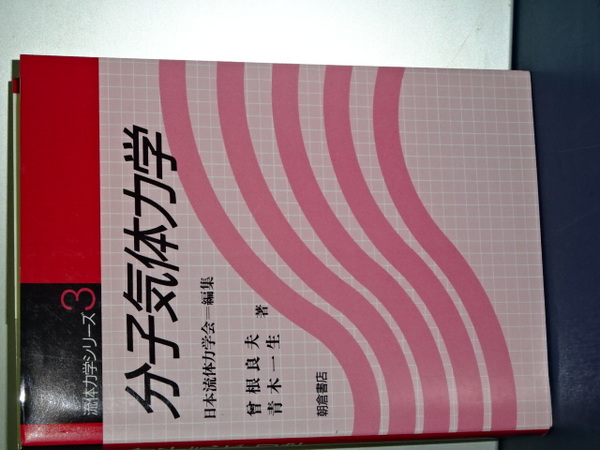 流体力学シリーズ3
分子気体力学
日本流体力学会＝編集
曾根良夫
青木一生 著
朝倉書店